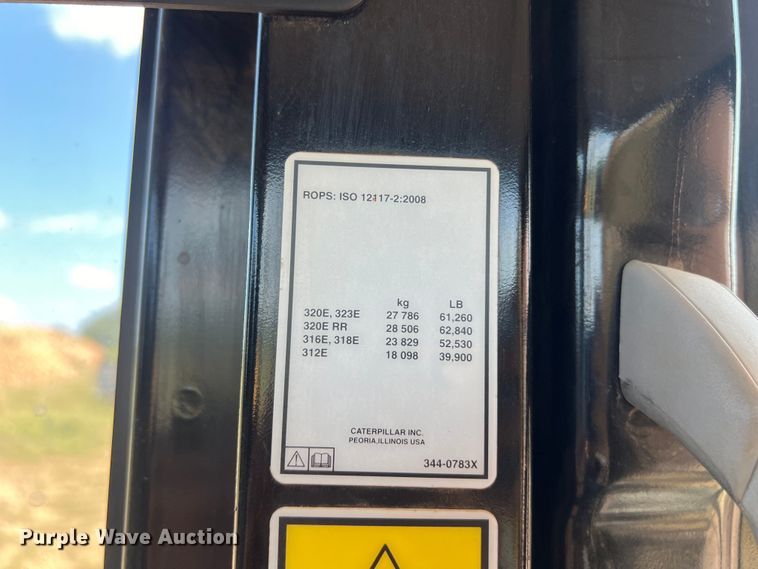 ROPS: ISO 12117-2:2008
kg LB
320E, 323E 27 786 61,260
320E RR 28 506 62,840
316E, 318E 23 829 52,530
312E 18 098 39,900
CATERPILLAR INC.
PEORIA,ILLINOIS USA
344-0783X
Purple Wave Auction